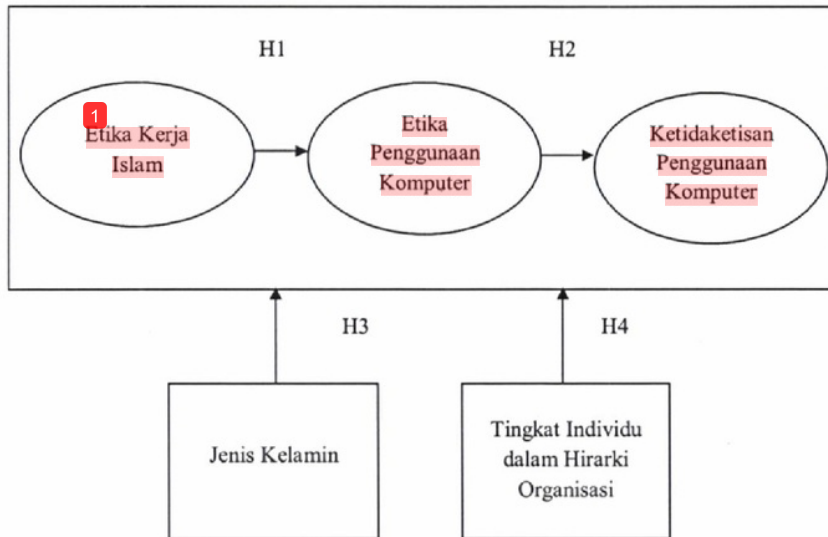 H1
H2
1
Etika Kerja
Islam
Etika
Penggunaan
Komputer
Ketidaketisan
Penggunaan
Komputer
H3
H4
Jenis Kelamin
Tingkat Individu
dalam Hirarki
Organisasi